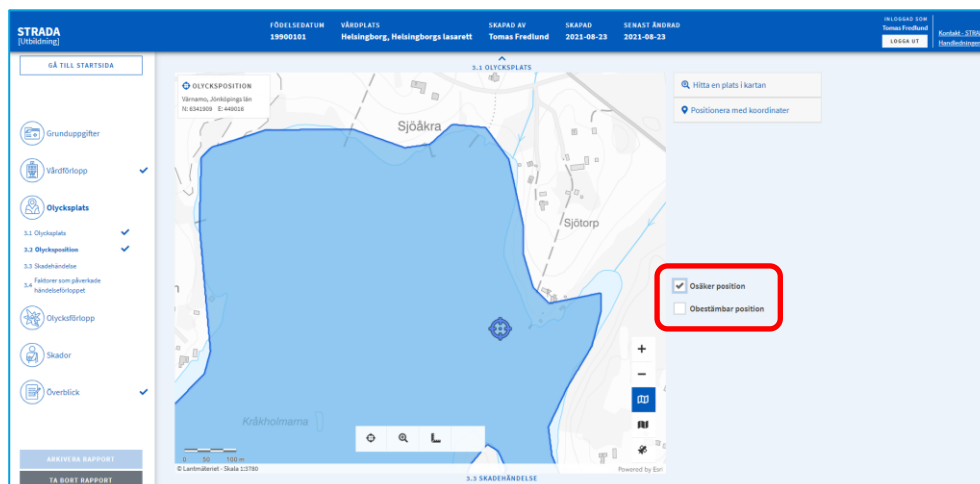 STRADA
[Utbildning]
FÖDELSEDATUM
19900101
VÅRDPLATS
Helsingborg, Helsingborgs lasarett
SKAPAD AV
Tomas Fredlund
SKAPAD
2021-08-23
SENAST ÄNDRAD
2021-08-23
INLOGGAD SOM
Tomas Fredlund
LOGGA UT
Kontakt - STRA
Handledningen
GÅ TILL STARTSIDA
Grunduppgifter
Vårdförlopp
Olycksplats
3.1 Olycksplats
3.2 Olycksposition
3.3 Skadehändelse
3.4 Faktorer som påverkade
händelseförloppet
Olycksförlopp
Skador
Överblick
ARKIVERA RAPPORT
TA BORT RAPPORT
3.1 OLYCKSPLATS
OLYCKSPOSITION
Värnamo, Jönköpings län
N: 6341909 E: 449016
Sjöåkra
Sjötorp
n
Kråkholmarna
0 50 100 m
© Lantmäteriet - Skala 1:3780
Powered by Esri
3.3 SKADEHÄNDELSE
Hitta en plats i kartan
Positionera med koordinater
Osäker position
Obestämbar position